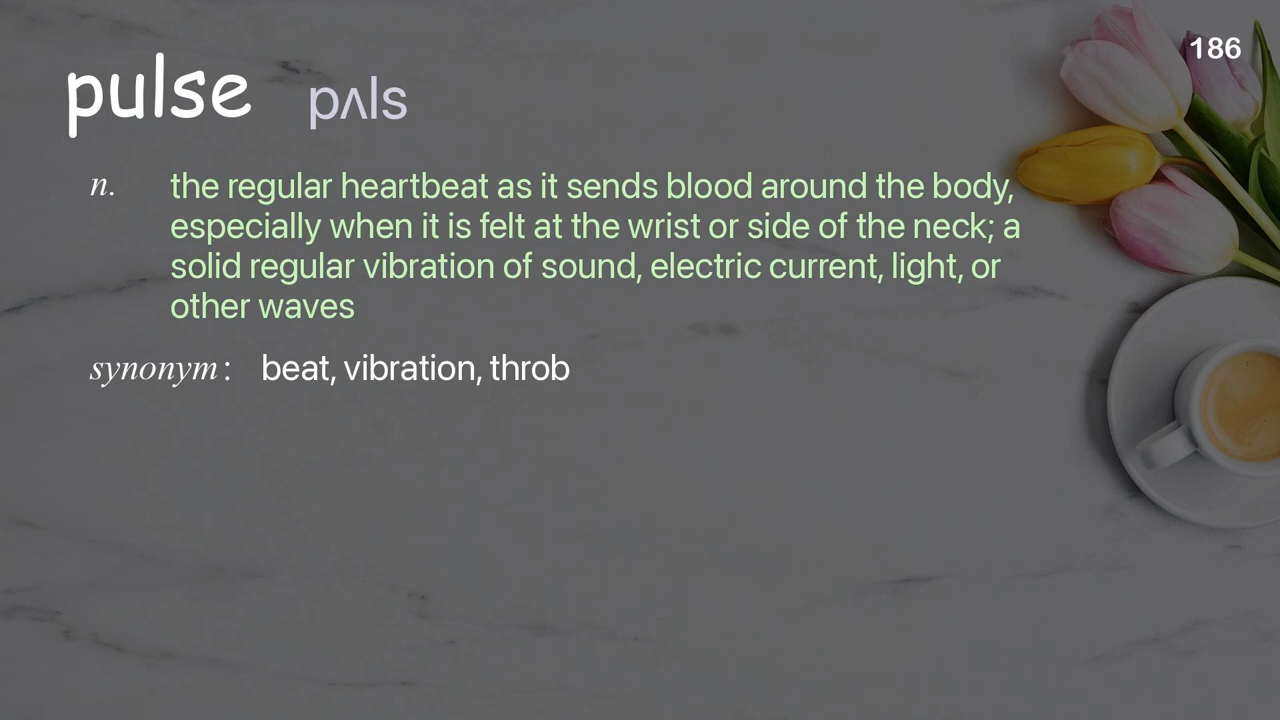 186
pulse pʌls
n. the regular heartbeat as it sends blood around the body,
especially when it is felt at the wrist or side of the neck; a
solid regular vibration of sound, electric current, light, or
other waves
synonym: beat, vibration, throb